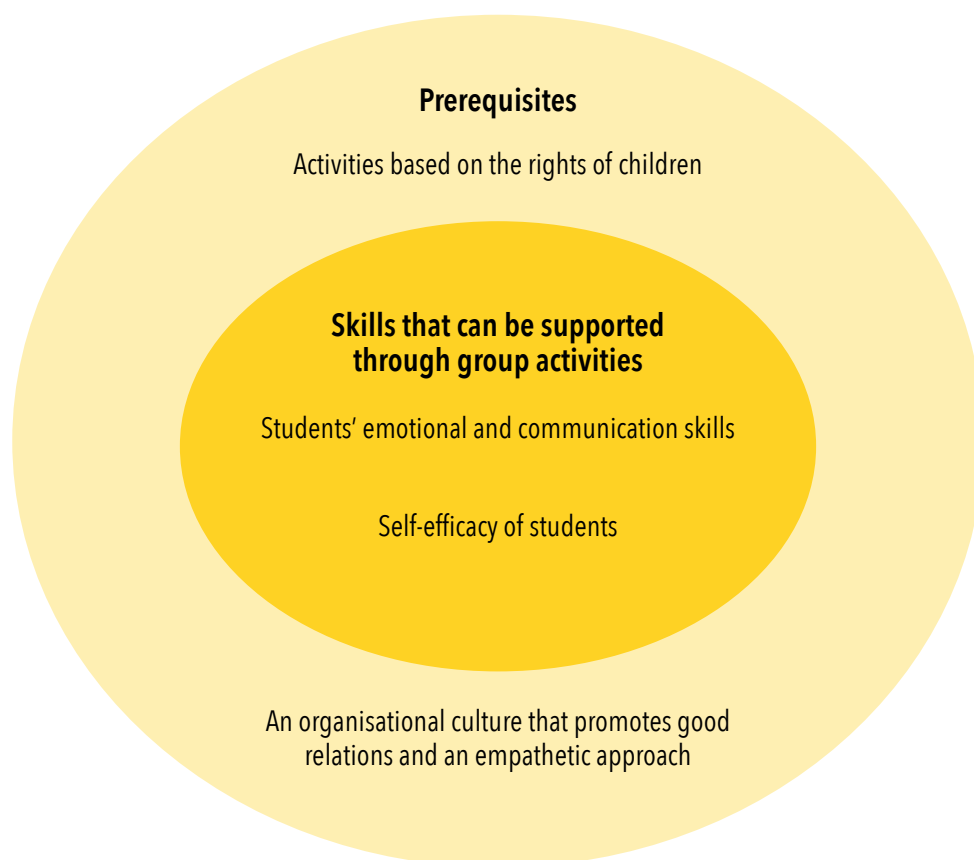 Prerequisites
Activities based on the rights of children
Skills that can be supported
through group activities
Students’ emotional and communication skills
Self-efficacy of students
An organisational culture that promotes good
relations and an empathetic approach